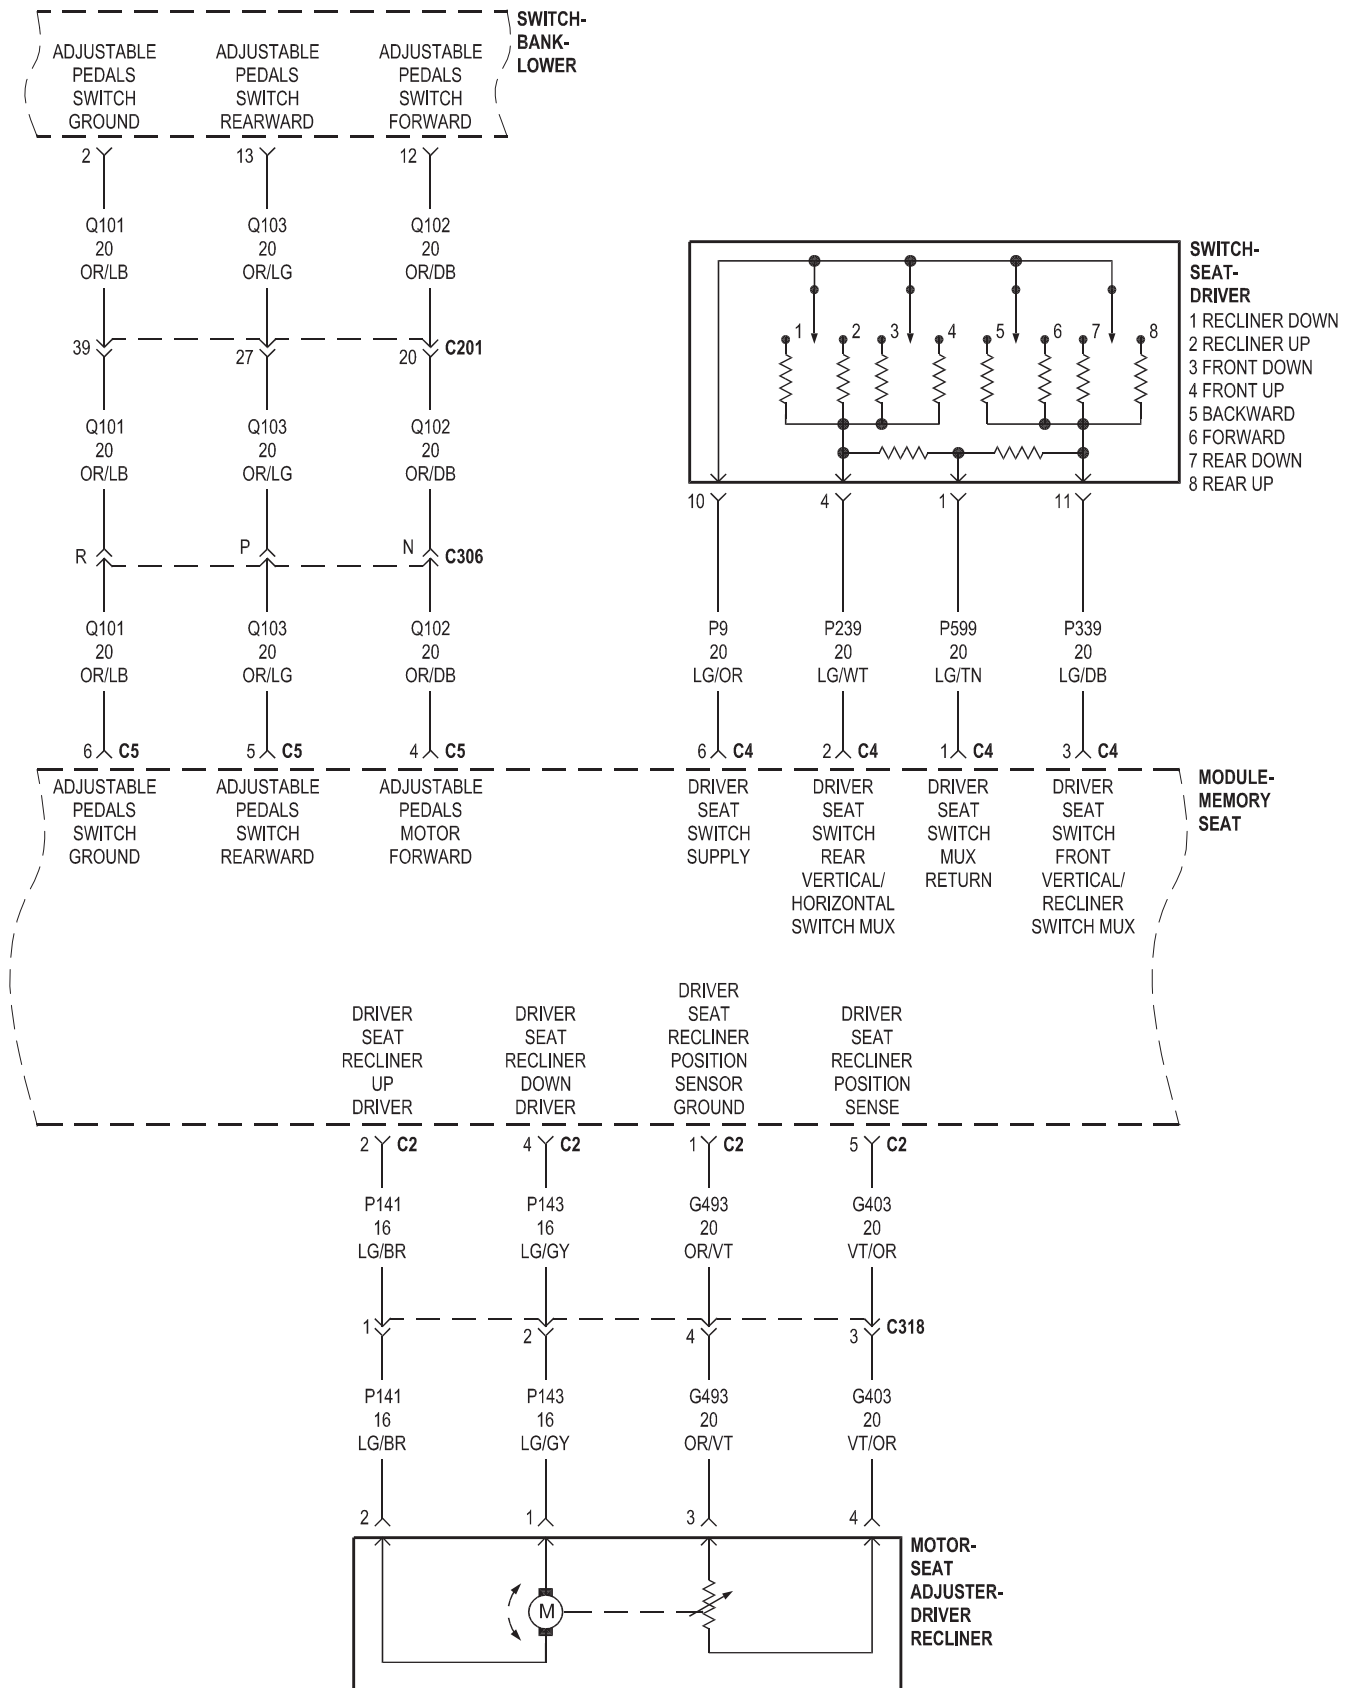 SWITCH-
BANK-
LOWER
ADJUSTABLE
PEDALS
SWITCH
GROUND
ADJUSTABLE
PEDALS
SWITCH
REARWARD
ADJUSTABLE
PEDALS
SWITCH
FORWARD
2
13
12
Q101
20
OR/LB
Q103
20
OR/LG
Q102
20
OR/DB
39
27
20
C201
Q101
20
OR/LB
Q103
20
OR/LG
Q102
20
OR/DB
R
P
N
C306
Q101
20
OR/LB
Q103
20
OR/LG
Q102
20
OR/DB
6 C5
5 C5
4 C5
SWITCH-
SEAT-
DRIVER
1 RECLINER DOWN
2 RECLINER UP
3 FRONT DOWN
4 FRONT UP
5 BACKWARD
6 FORWARD
7 REAR DOWN
8 REAR UP
1
2
3
4
5
6
7
8
10
4
1
11
P9
20
LG/OR
P239
20
LG/WT
P599
20
LG/TN
P339
20
LG/DB
6 C4
2 C4
1 C4
3 C4
MODULE-
MEMORY
SEAT
ADJUSTABLE
PEDALS
SWITCH
GROUND
ADJUSTABLE
PEDALS
SWITCH
REARWARD
ADJUSTABLE
PEDALS
MOTOR
FORWARD
DRIVER
SEAT
SWITCH
SUPPLY
DRIVER
SEAT
SWITCH
REAR
VERTICAL/
HORIZONTAL
SWITCH MUX
DRIVER
SEAT
SWITCH
MUX
RETURN
DRIVER
SEAT
SWITCH
FRONT
VERTICAL/
RECLINER
SWITCH MUX
DRIVER
SEAT
RECLINER
UP
DRIVER
DRIVER
SEAT
RECLINER
DOWN
DRIVER
DRIVER
SEAT
RECLINER
POSITION
SENSOR
GROUND
DRIVER
SEAT
RECLINER
POSITION
SENSE
2 C2
4 C2
1 C2
5 C2
P141
16
LG/BR
P143
16
LG/GY
G493
20
OR/VT
G403
20
VT/OR
1
2
4
3
C318
P141
16
LG/BR
P143
16
LG/GY
G493
20
OR/VT
G403
20
VT/OR
2
1
3
4
M
MOTOR-
SEAT
ADJUSTER-
DRIVER
RECLINER